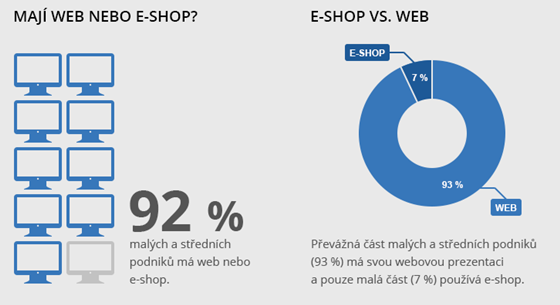 MAJÍ WEB NEBO E-SHOP?
92 %
malých a středních
podniků má web nebo
e-shop.
E-SHOP VS. WEB
E-SHOP
7 %
93 %
WEB
Převážná část malých a středních podniků
(93 %) má svou webovou prezentaci
a pouze malá část (7 %) používá e-shop.